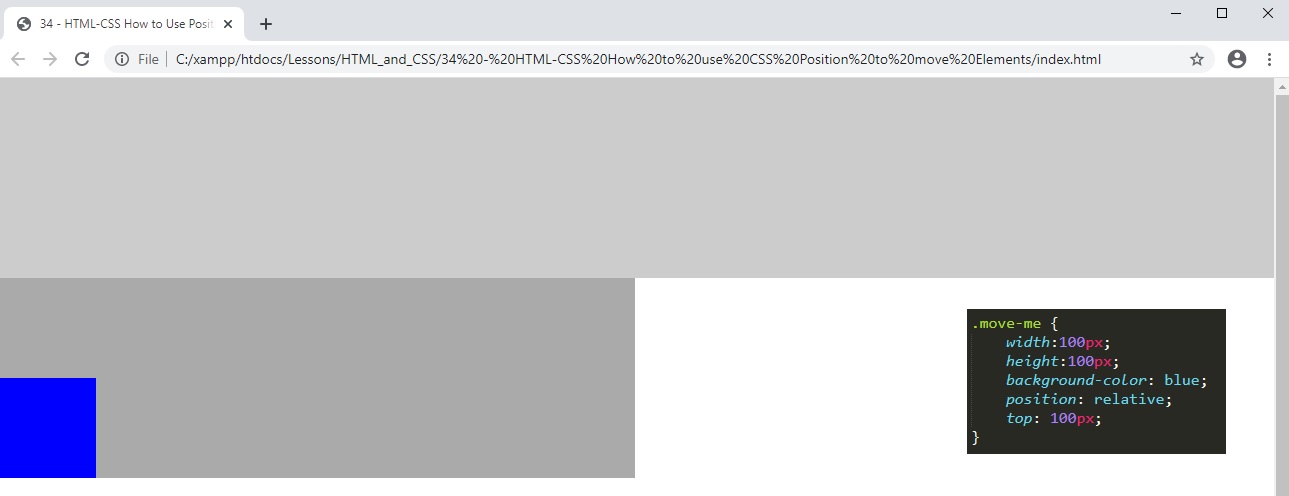 34 - HTML-CSS How to Use Posit
File
C:/xampp/htdocs/Lessons/HTML_and_CSS/34%20-%20HTML-CSS%20How%20to%20use%20CSS%20Position%20to%20move%20Elements/index.html
.move-me {
width:100px;
height:100px;
background-color: blue;
position: relative;
top: 100px;
}